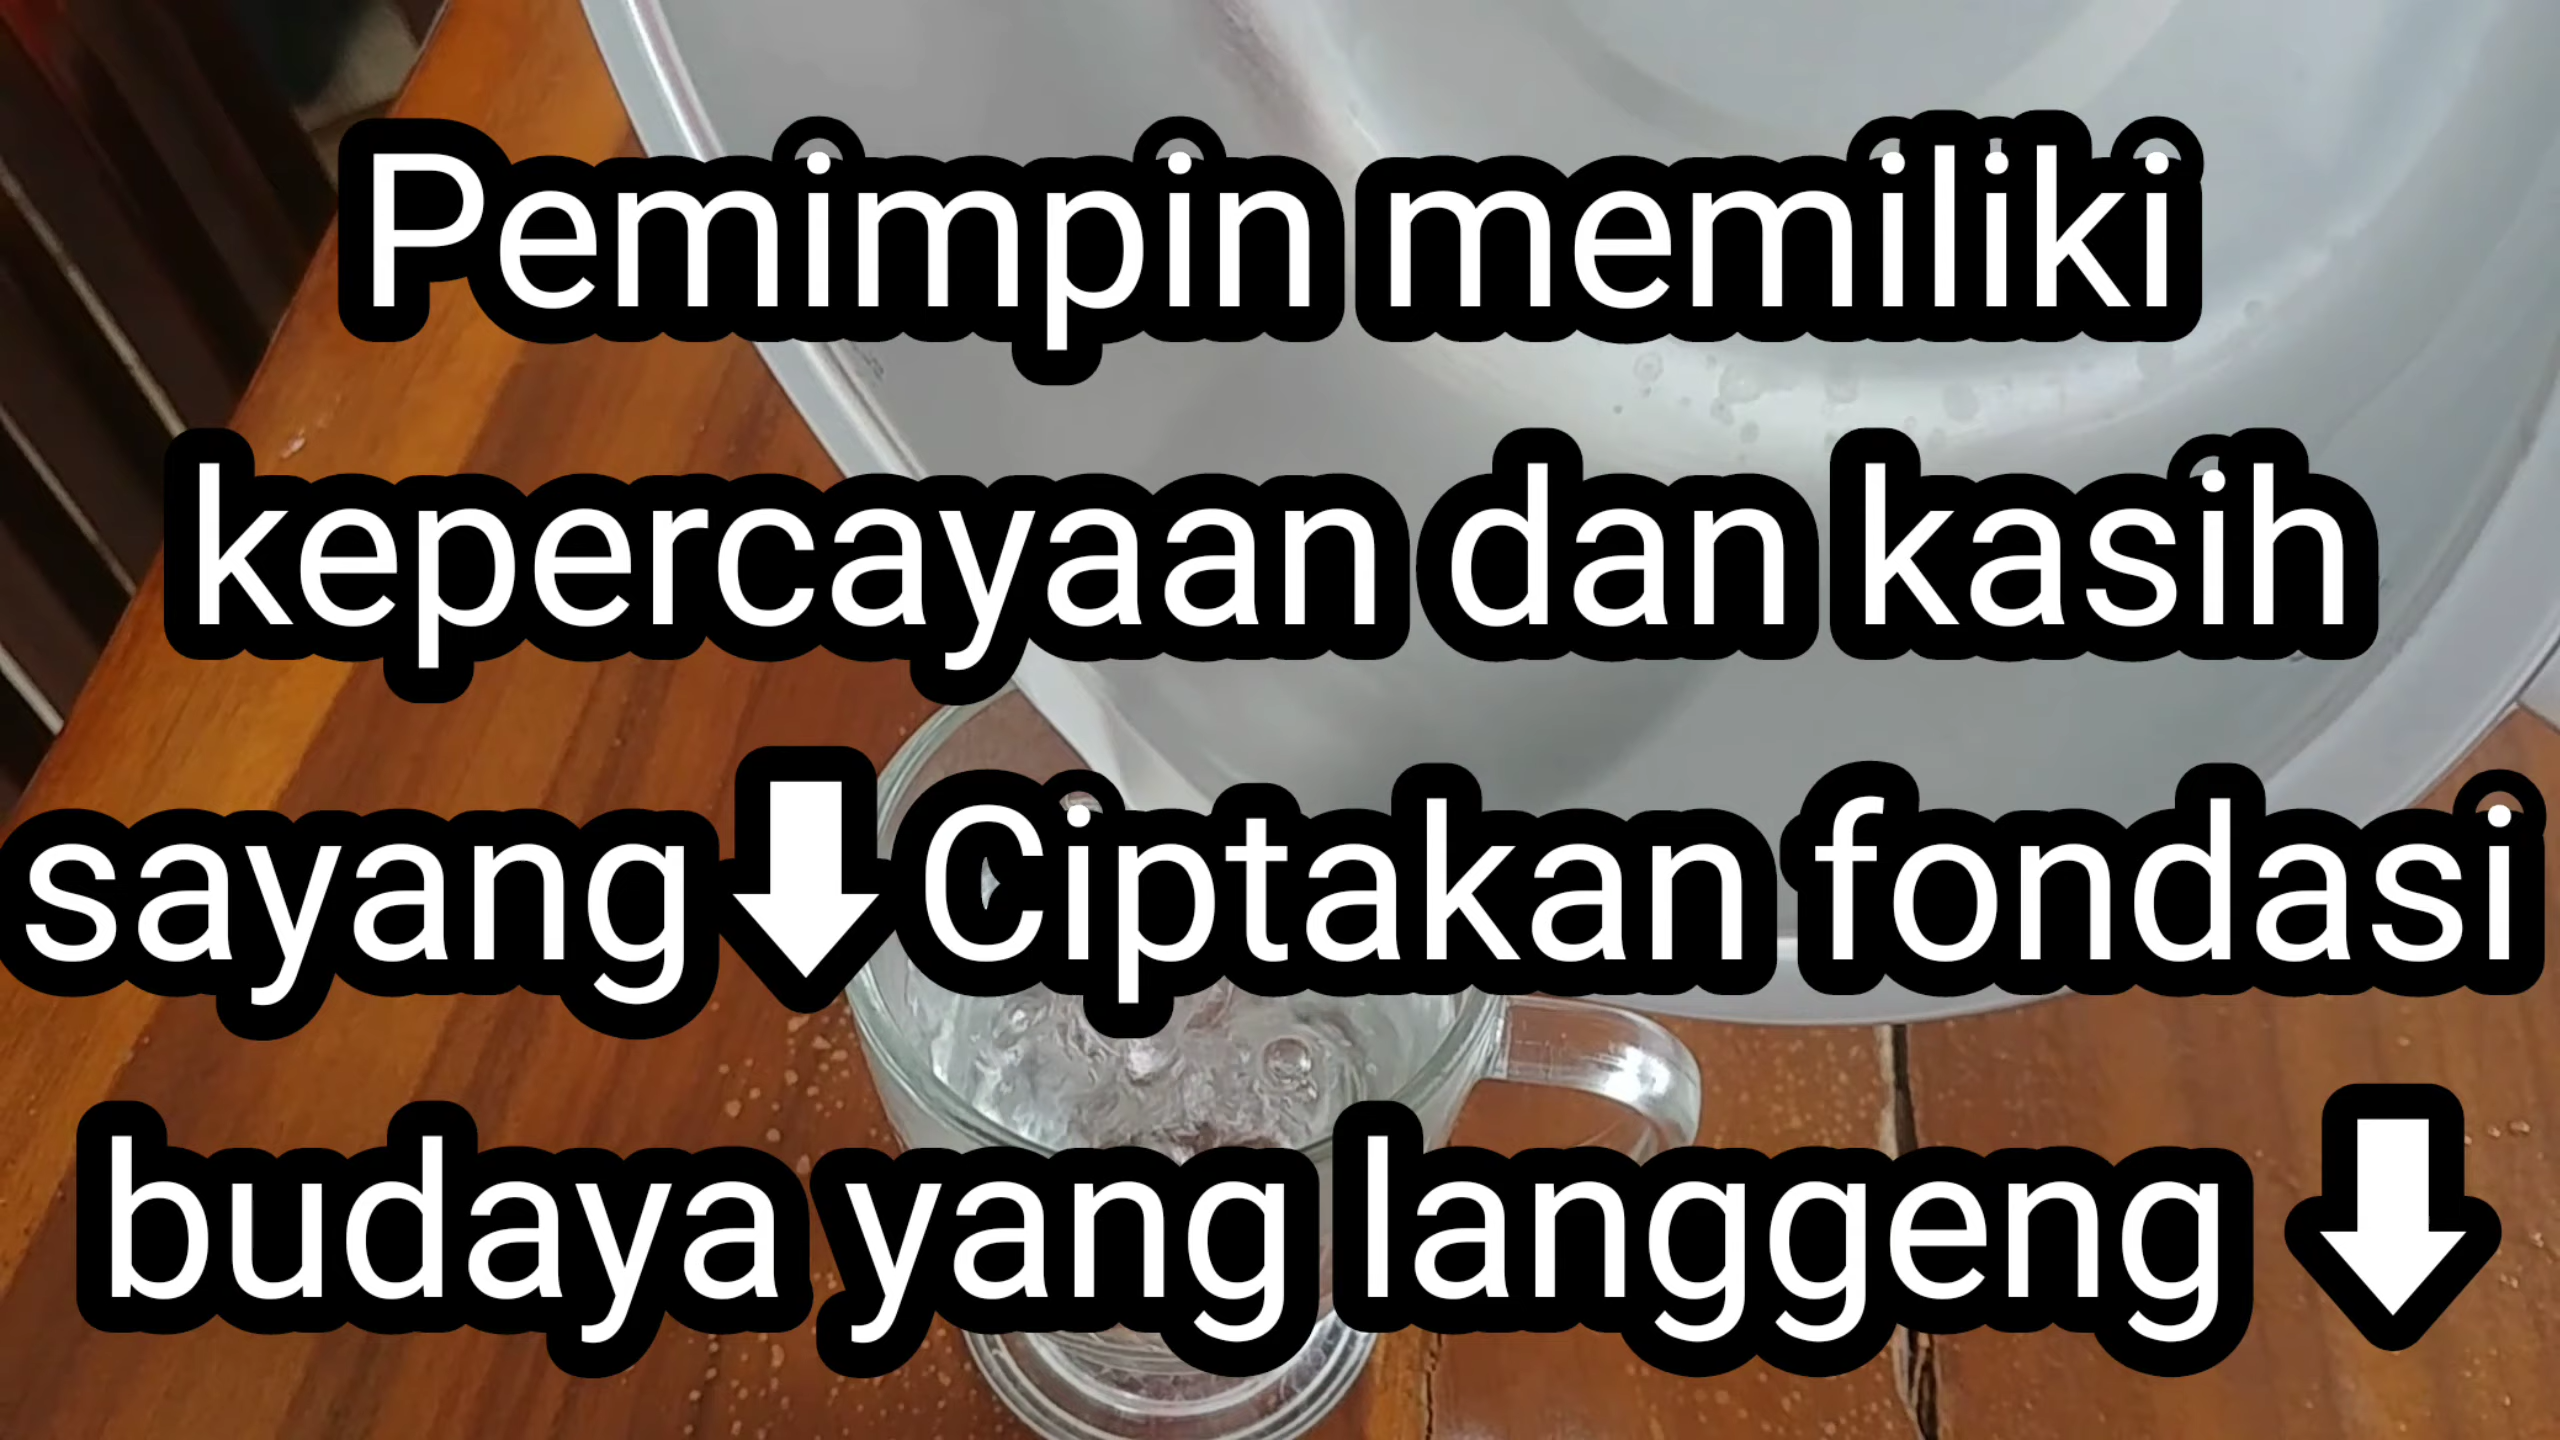 Pemimpin memiliki
kepercayaan dan kasih
sayang⬇Ciptakan fondasi
budaya yang langgeng ⬇